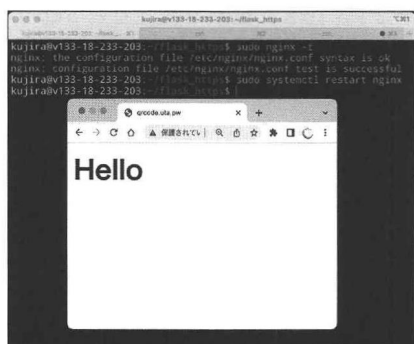 kujira@v133-18-233-203:~/flask_https
kujira@v133-18-233-203:~/flask_https$ sudo nginx -t
nginx: the configuration file /etc/nginx/nginx.conf syntax is ok
nginx: configuration file /etc/nginx/nginx.conf test is successful
kujira@v133-18-233-203:~/flask_https$ sudo systemctl restart nginx
kujira@v133-18-233-203:~/flask_https$
qrcode.uta.pw
保護されてい
Hello